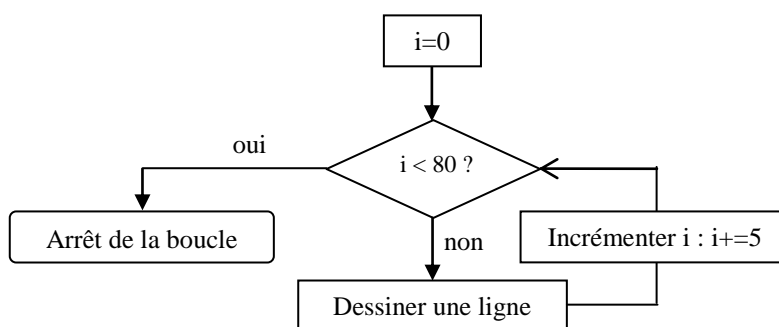 i=0
oui
i < 80 ?
Arrêt de la boucle
non
Incrémenter i : i+=5
Dessiner une ligne